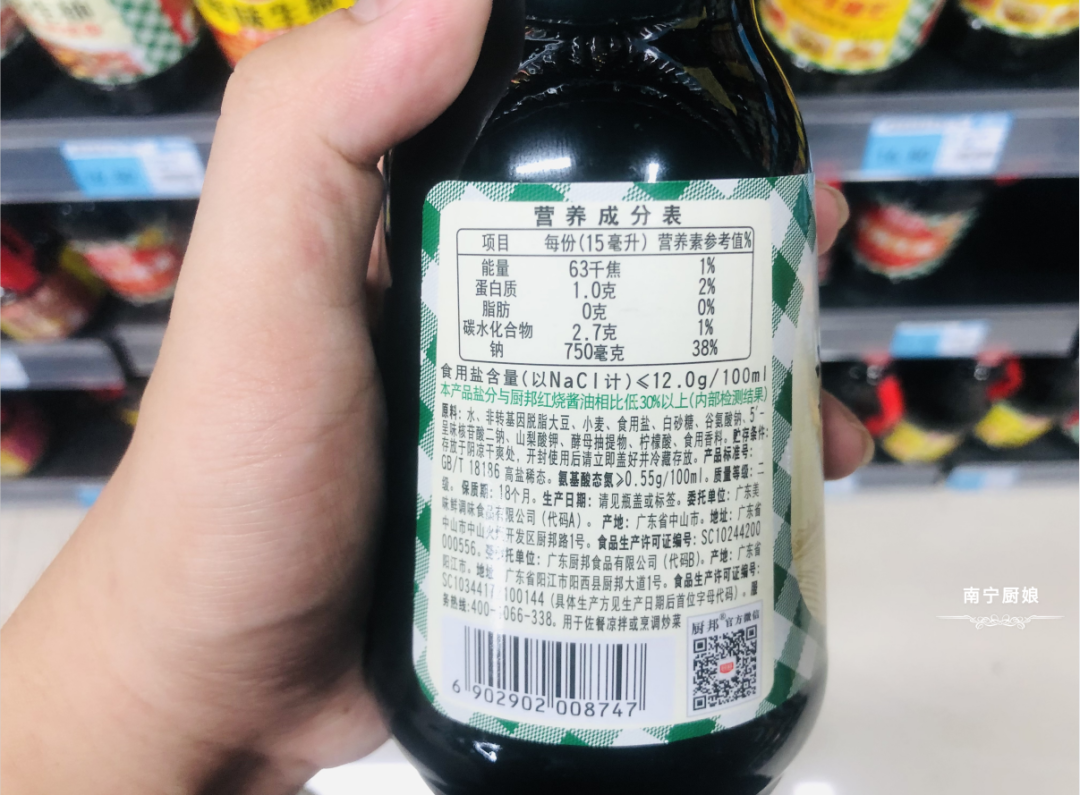 营养成分表
项目 每份(15毫升) 营养素参考值%
能量 63千焦 1%
蛋白质 1.0克 2%
脂肪 0克 0%
碳水化合物 2.7克 1%
钠 750毫克 38%
食用盐含量(以NaCl计)≤12.0g/100ml
本产品盐分与厨邦红烧酱油相比低30%以上(内部检测结果)
原料：水、非转基因脱脂大豆、小麦、食用盐、白砂糖、谷氨酸钠、5′-
呈味核苷酸二钠、山梨酸钾、酵母抽提物、柠檬酸、食用香料。贮存条件：
存放于阴凉干爽处，开封使用后请立即盖好并冷藏存放。产品标准号：
GB/T 18186 高盐稀态。氨基酸态氮≥0.55g/100ml。质量等级：二
级。保质期：18个月。生产日期：请见瓶盖或标签。委托单位：广东美
味鲜调味食品有限公司（代码A）。产地：广东省中山市。地址：广东省
中山市中山火炬开发区厨邦路1号。食品生产许可证编号：SC10244200
000556。受委托单位：广东厨邦食品有限公司（代码B）。产地：广东省
阳江市。地址：广东省阳江市阳西县厨邦大道1号。食品生产许可证编号：
SC1034417 100144（具体生产方见生产日期后首位字母代码）。服
务热线:400- 066-338。用于佐餐凉拌或烹调炒菜
厨邦®官方微信
6 902902 008747
南宁厨娘